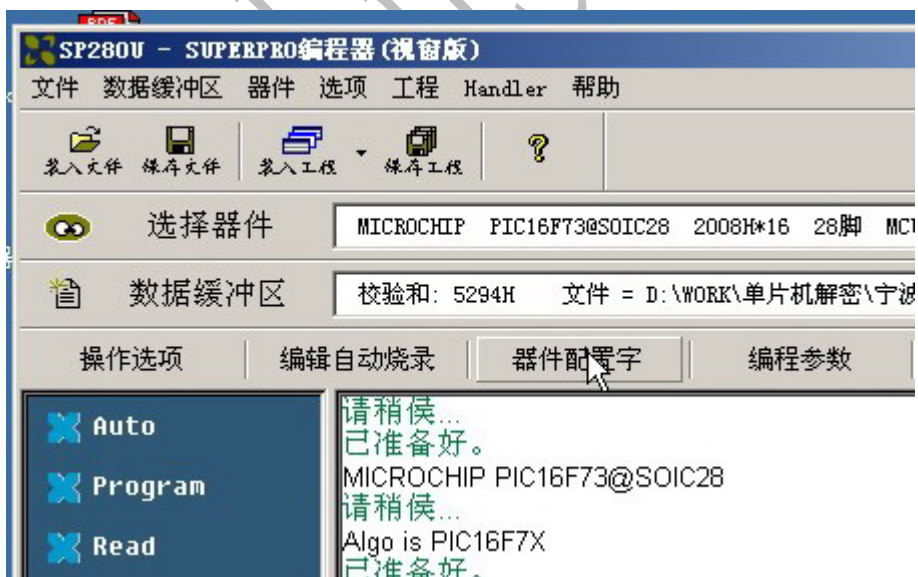 SP280U - SUPERPRO编程器(视窗版)
文件 数据缓冲区 器件 选项 工程 Handler 帮助
装入文件 保存文件 装入工程 保存工程
选择器件 MICROCHIP PIC16F73@SOIC28 2008H*16 28脚 MCU
数据缓冲区 校验和: 5294H 文件 = D:\WORK\单片机解密\宁波
操作选项 编辑自动烧录 器件配置字 编程参数
请稍侯...
Auto
已准备好。
MICROCHIP PIC16F73@SOIC28
Program
请稍侯...
Read
Algo is PIC16F7X
已准备好。